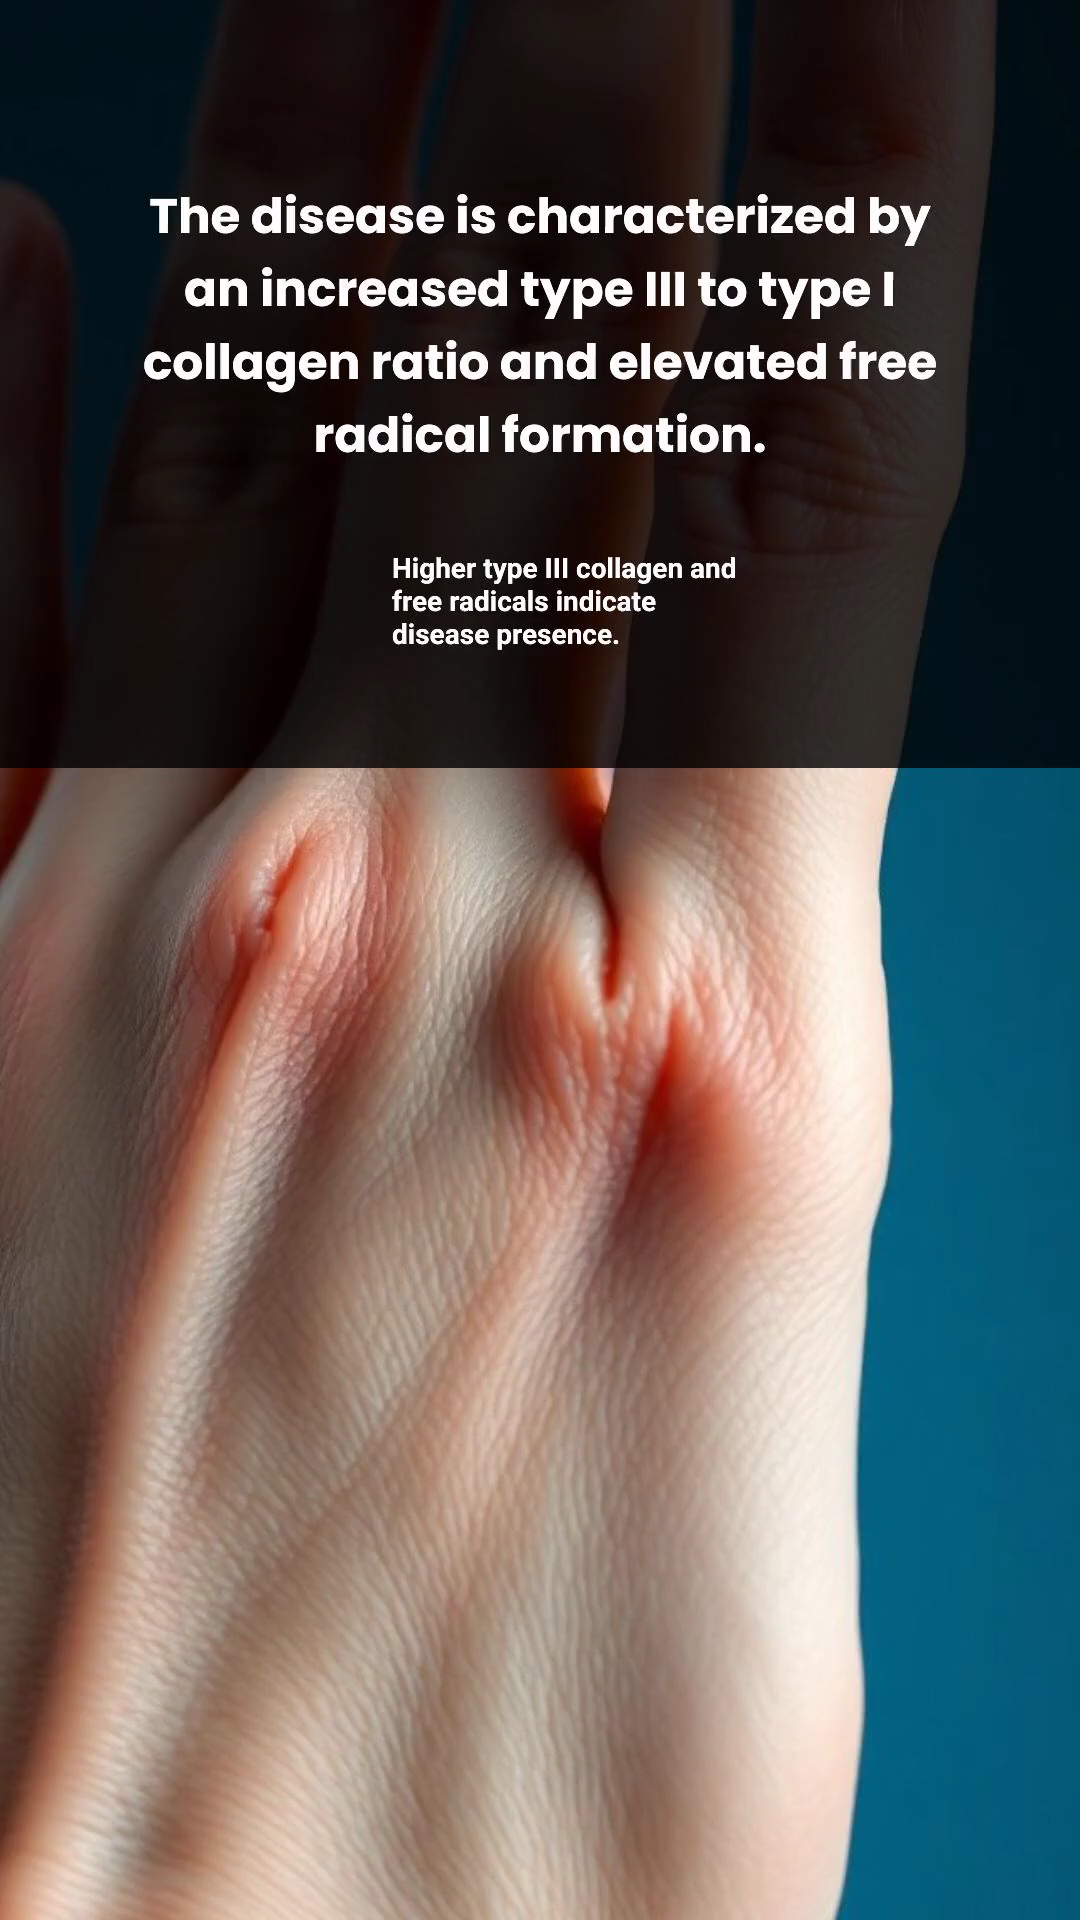 The disease is characterized by
an increased type III to type I
collagen ratio and elevated free
radical formation.
Higher type III collagen and
free radicals indicate
disease presence.